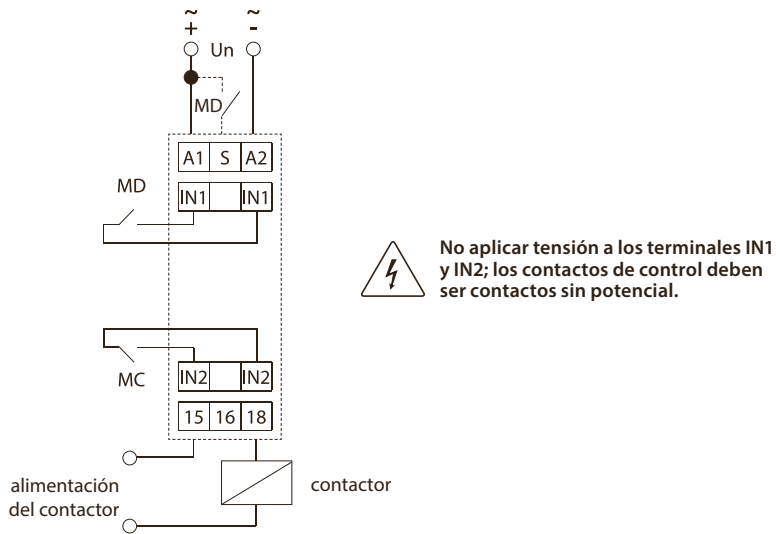 ~ ~
+ -
Un
MD
A1 S A2
MD
IN1 IN1
No aplicar tensión a los terminales IN1
y IN2; los contactos de control deben
ser contactos sin potencial.
MC
IN2 IN2
15 16 18
alimentación
del contactor
contactor